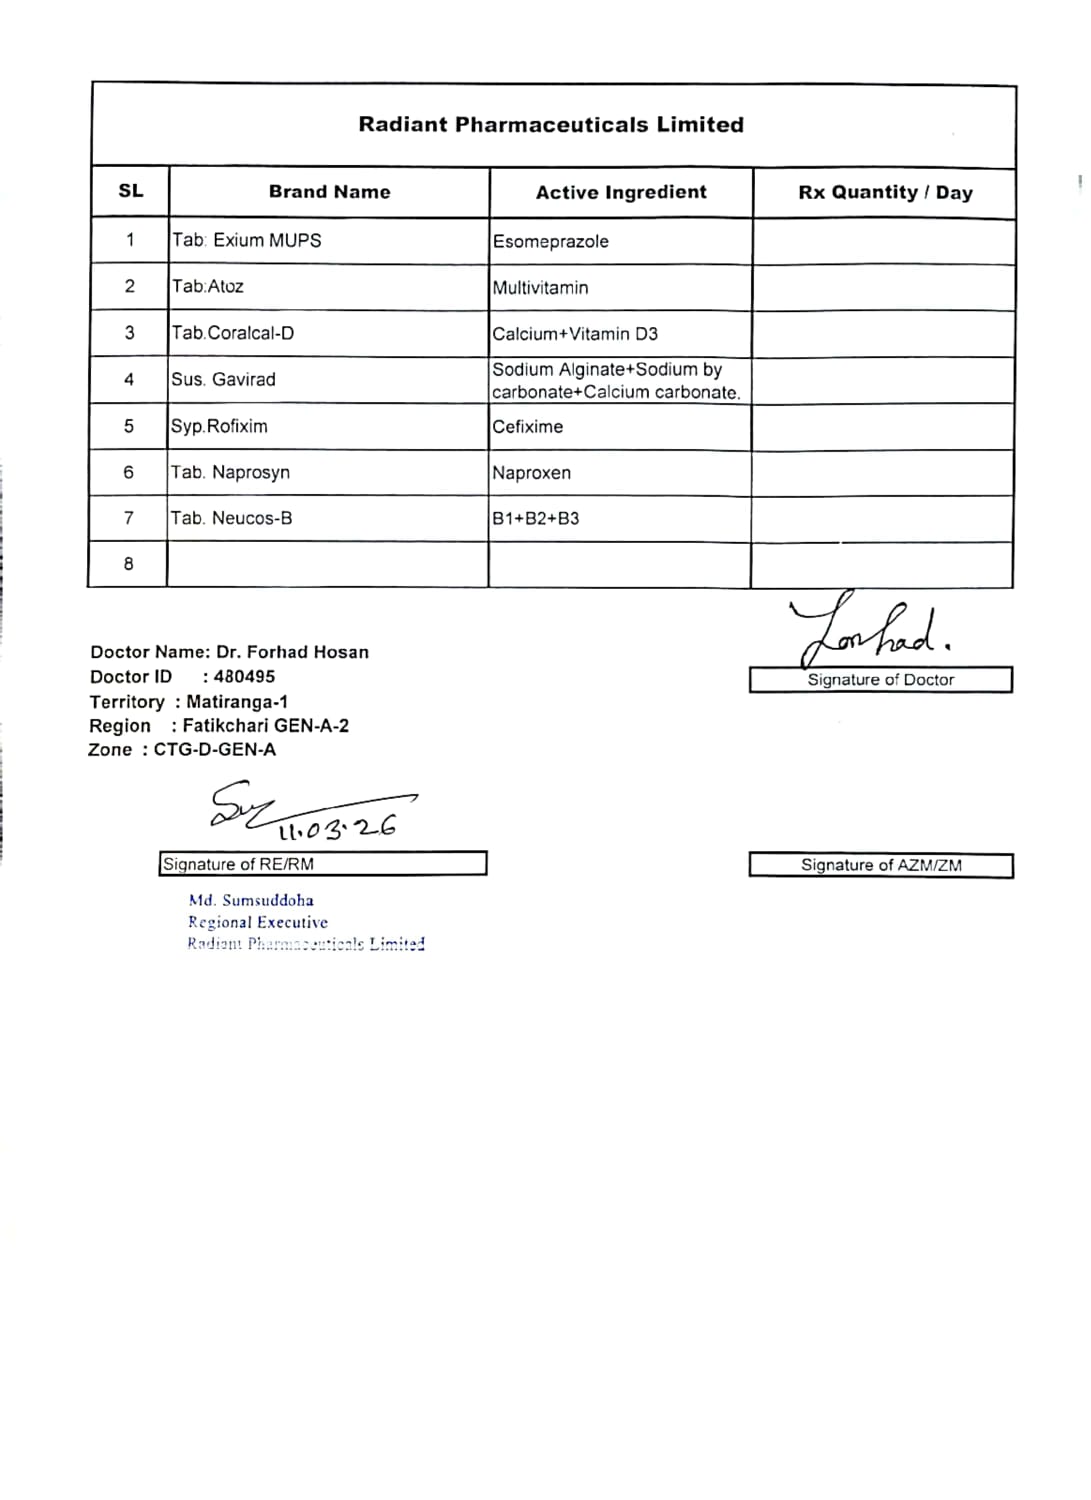 Radiant Pharmaceuticals Limited
SL Brand Name Active Ingredient Rx Quantity / Day
1 Tab: Exium MUPS Esomeprazole
2 Tab:Atoz Multivitamin
3 Tab.Coralcal-D Calcium+Vitamin D3
4 Sus. Gavirad Sodium Alginate+Sodium by
carbonate+Calcium carbonate.
5 Syp.Rofixim Cefixime
6 Tab. Naprosyn Naproxen
7 Tab. Neucos-B B1+B2+B3
8
Forhad.
Signature of Doctor
Doctor Name: Dr. Forhad Hosan
Doctor ID : 480495
Territory : Matiranga-1
Region : Fatikchari GEN-A-2
Zone : CTG-D-GEN-A
11.03.26
Signature of RE/RM
Signature of AZM/ZM
Md. Sumsuddoha
Regional Executive
Radiant Pharmaceuticals Limited